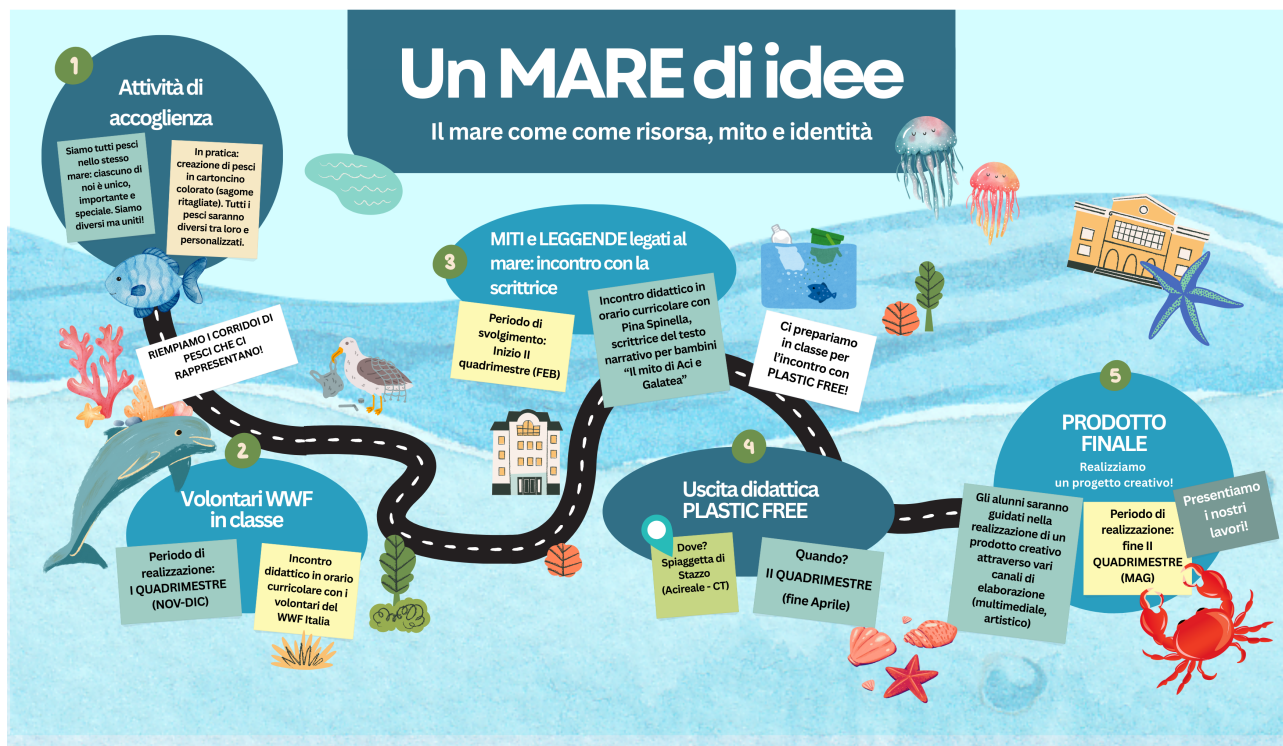 Un MARE di idee
Il mare come come risorsa, mito e identità
1
Attività di
accoglienza
Siamo tutti pesci
nello stesso
mare: ciascuno di
noi è unico,
importante e
speciale. Siamo
diversi ma uniti!
In pratica:
creazione di pesci
in cartoncino
colorato (sagome
ritagliate). Tutti i
pesci saranno
diversi tra loro e
personalizzati.
RIEMPIAMO I CORRIDOI DI
PESCI CHE CI
RAPPRESENTANO!
2
Volontari WWF
in classe
Periodo di
realizzazione:
I QUADRIMESTRE
(NOV-DIC)
Incontro
didattico in orario
curricolare con i
volontari del
WWF Italia
3
MITI e LEGGENDE legati al
mare: incontro con la
scrittrice
Periodo di
svolgimento:
Inizio II
quadrimestre (FEB)
Incontro didattico in
orario curricolare con
Pina Spinella,
scrittrice del testo
narrativo per bambini
“Il mito di Aci e
Galatea”
Ci prepariamo
in classe per
l'incontro con
PLASTIC FREE!
4
Uscita didattica
PLASTIC FREE
Dove?
Spiaggetta di
Stazzo
(Acireale - CT)
Quando?
II QUADRIMESTRE
(fine Aprile)
5
PRODOTTO
FINALE
Realizziamo
un progetto creativo!
Gli alunni saranno
guidati nella
realizzazione di un
prodotto creativo
attraverso vari
canali di
elaborazione
(multimediale,
artistico)
Periodo di
realizzazione:
fine II
QUADRIMESTRE
(MAG)
Presentiamo
i nostri
lavori!